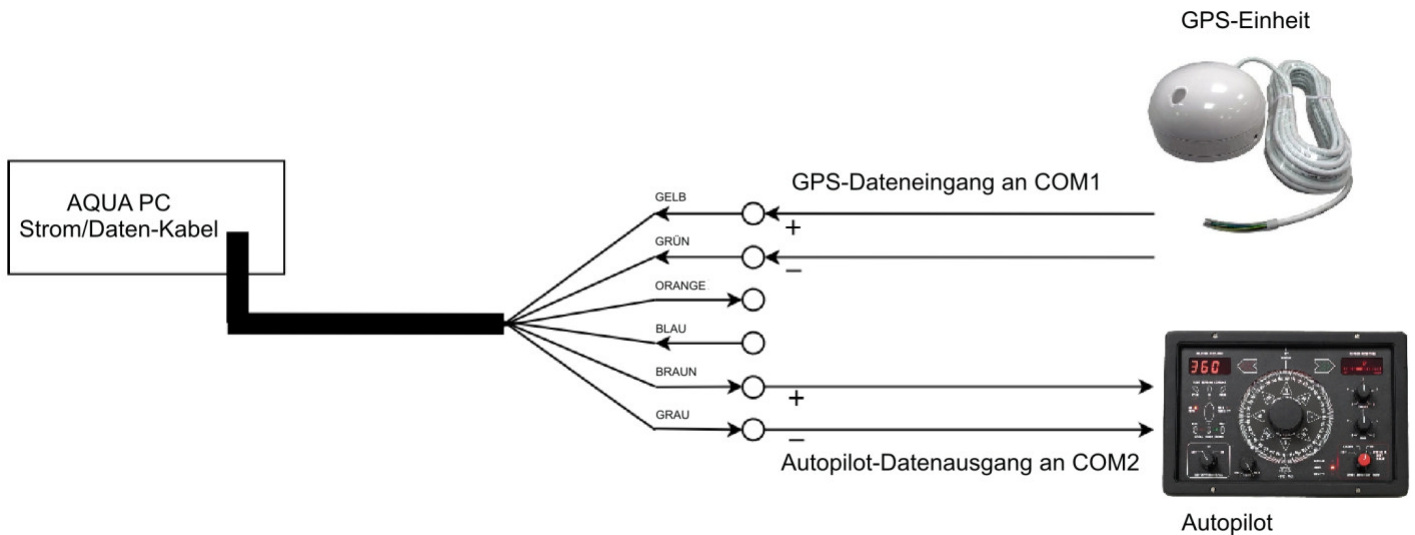 GPS-Einheit
AQUA PC
Strom/Daten-Kabel
GPS-Dateneingang an COM1
GELB
+
GRÜN
–
ORANGE
BLAU
BRAUN
+
GRAU
–
Autopilot-Datenausgang an COM2
360
Autopilot